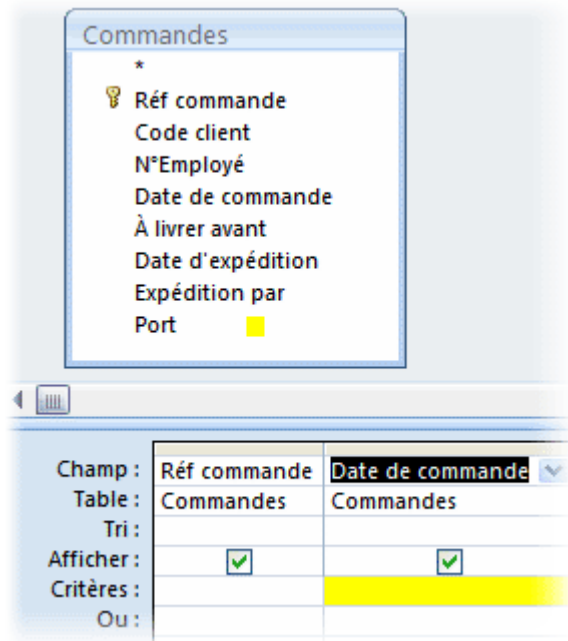 Commandes
*
Réf commande
Code client
N°Employé
Date de commande
À livrer avant
Date d'expédition
Expédition par
Port
Champ : Réf commande Date de commande
Table : Commandes Commandes
Tri :
Afficher :
Critères :
Ou :